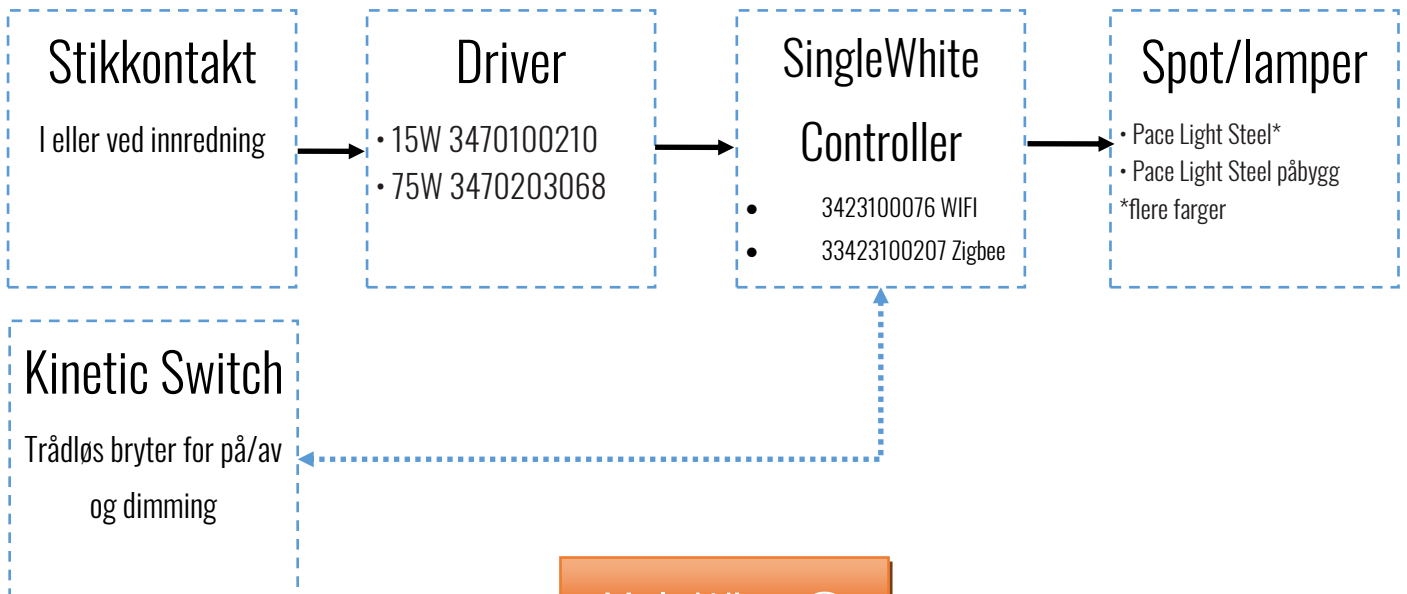 Stikkontakt
I eller ved innredning
Driver
• 15W 3470100210
• 75W 3470203068
SingleWhite
Controller
• 3423100076 WIFI
• 33423100207 Zigbee
Spot/lamper
• Pace Light Steel*
• Pace Light Steel påbygg
*flere farger
Kinetic Switch
Trådløs bryter for på/av
og dimming